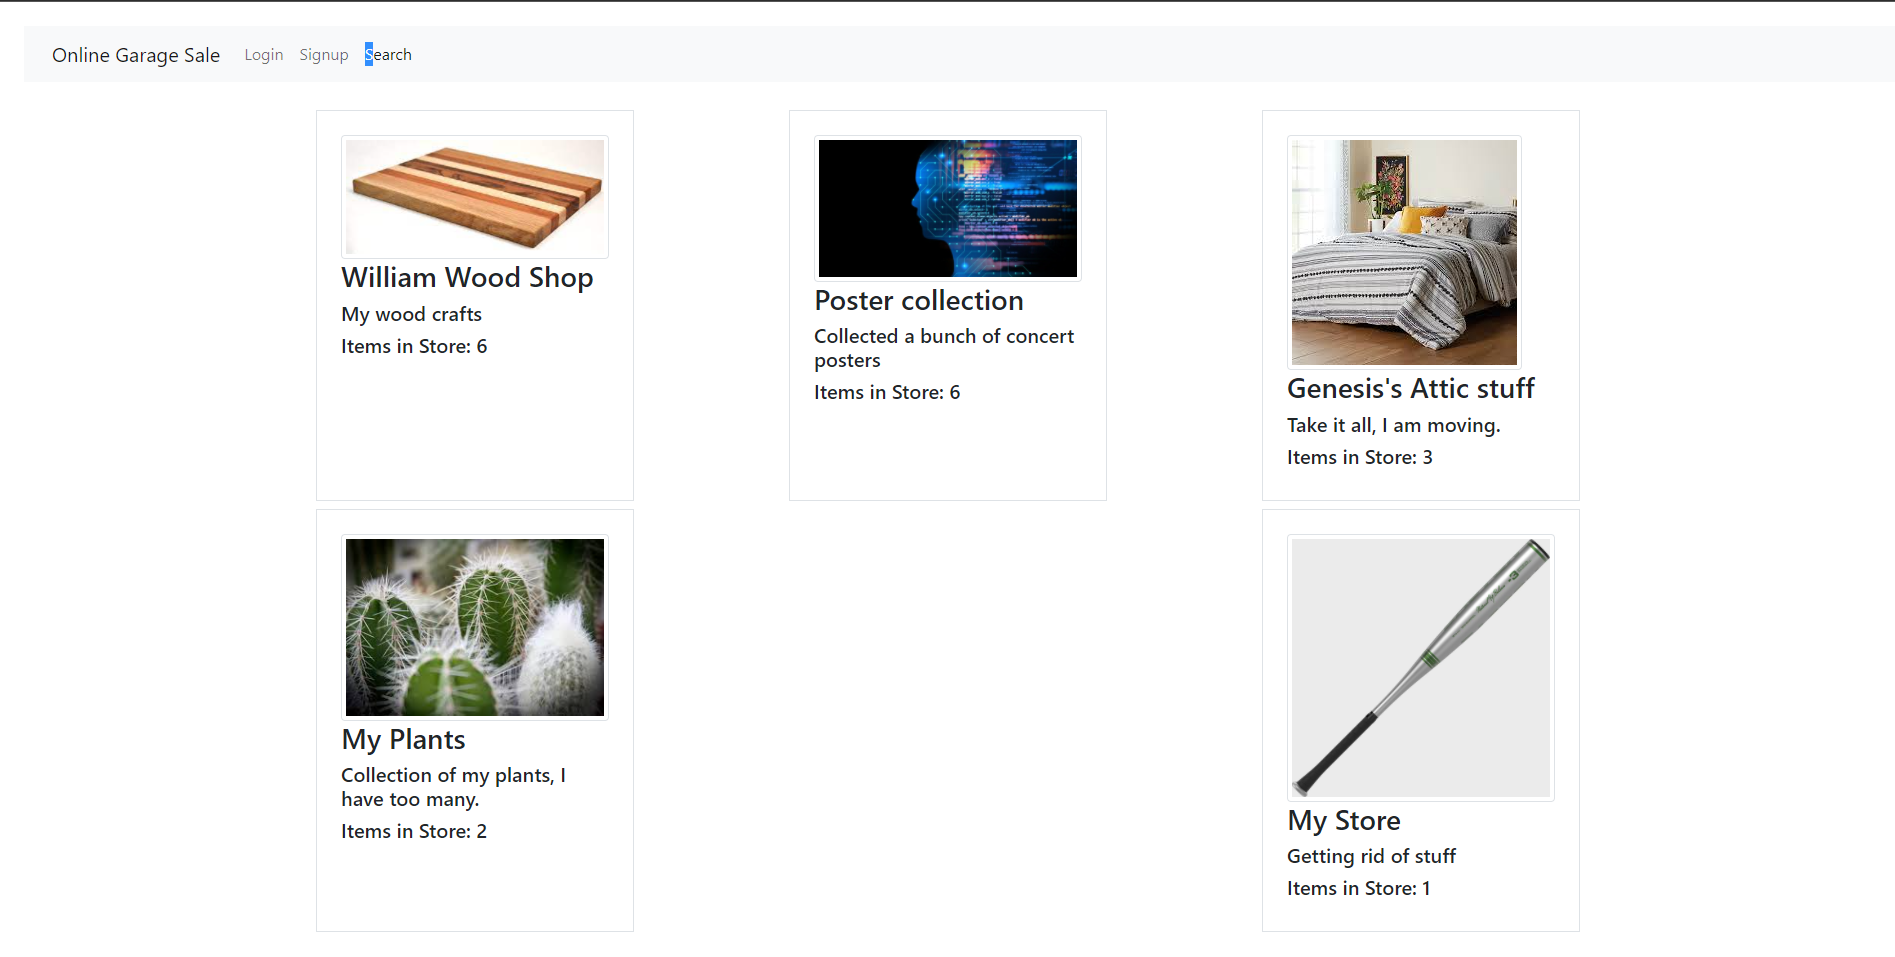 Online Garage Sale Login Signup Search
William Wood Shop
My wood crafts
Items in Store: 6
Poster collection
Collected a bunch of concert
posters
Items in Store: 6
Genesis's Attic stuff
Take it all, I am moving.
Items in Store: 3
My Plants
Collection of my plants, I
have too many.
Items in Store: 2
My Store
Getting rid of stuff
Items in Store: 1